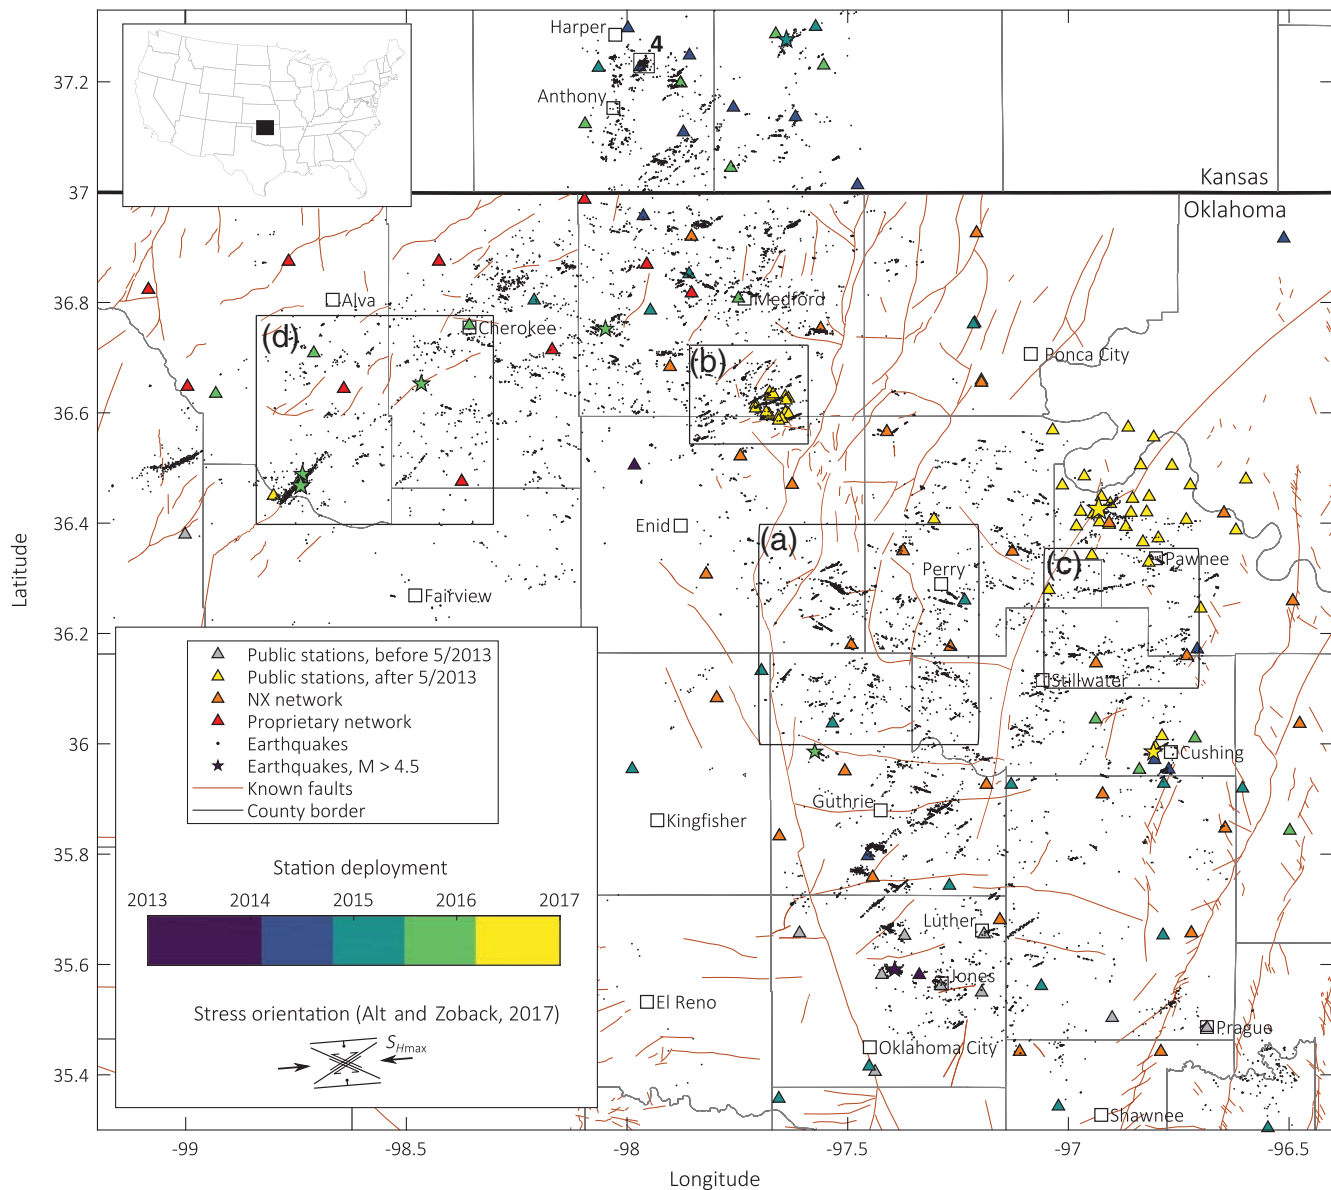 Harper
4
Anthony
37.2
Kansas
37
Oklahoma
36.8
Alva
Medford
(d)
Cherokee
(b)
Ponca City
36.6
Enid
36.4
(a)
(c)
Pawnee
Perry
Latitude
Fairview
36.2
Public stations, before 5/2013
Public stations, after 5/2013
NX network
Proprietary network
Earthquakes
Earthquakes, M > 4.5
Known faults
County border
Stillwater
36
Cushing
Guthrie
Kingfisher
35.8
Station deployment
2013 2014 2015 2016 2017
Luther
35.6
Jones
El Reno
Stress orientation (Alt and Zoback, 2017)
SHmax
Prague
Oklahoma City
35.4
Shawnee
-99 -98.5 -98 -97.5 -97 -96.5
Longitude